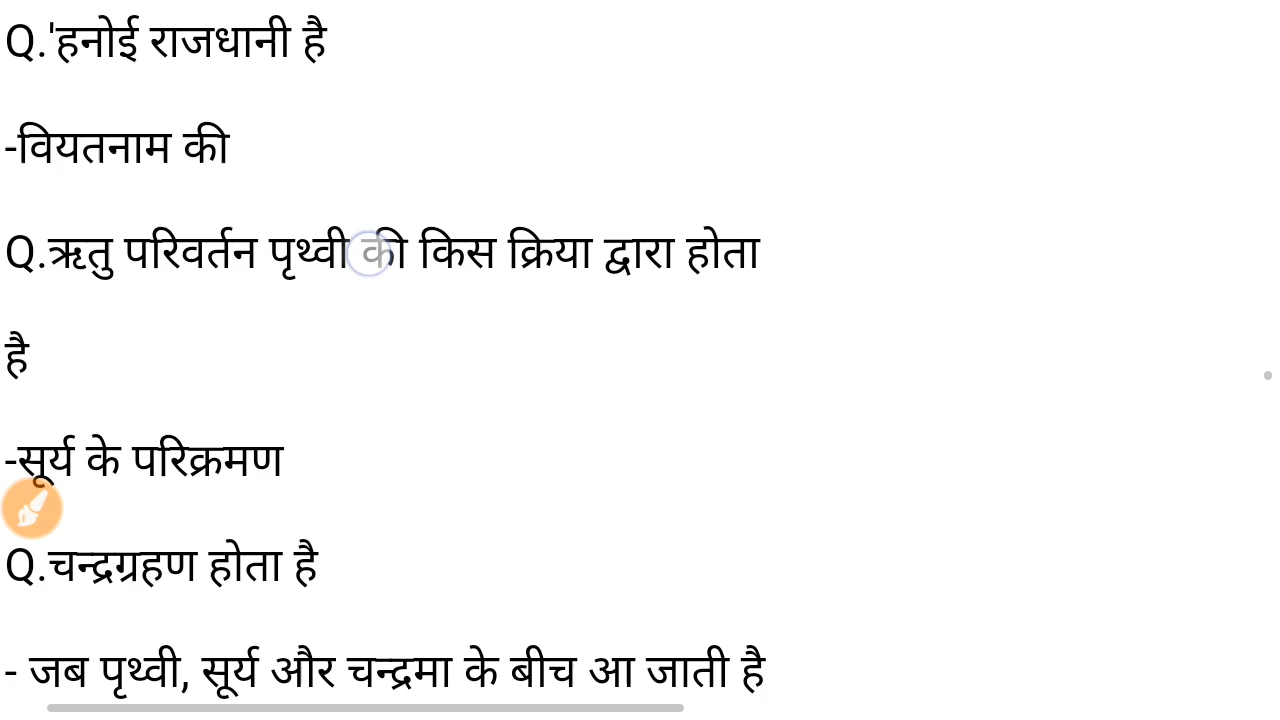 Q.'हनोई राजधानी है
-वियतनाम की
Q.ऋतु परिवर्तन पृथ्वी की किस क्रिया द्वारा होता
है
-सूर्य के परिक्रमण
Q.चन्द्रग्रहण होता है
- जब पृथ्वी, सूर्य और चन्द्रमा के बीच आ जाती है